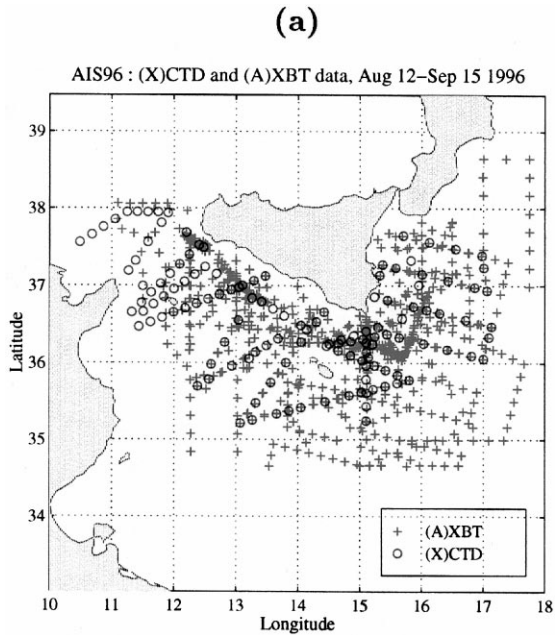 (a)
AIS96 : (X)CTD and (A)XBT data, Aug 12–Sep 15 1996
39
38
37
36
35
34
Latitude
+ (A)XBT
○ (X)CTD
10 11 12 13 14 15 16 17 18
Longitude